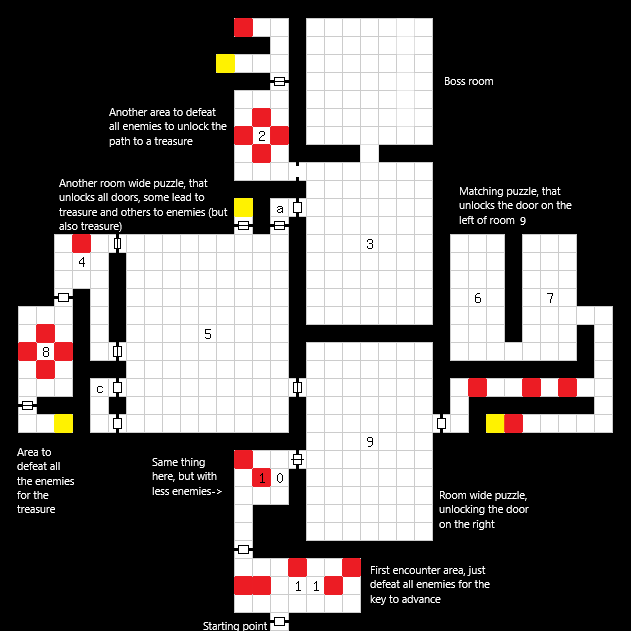 Boss room
Another area to defeat
all enemies to unlock the
path to a treasure
2
Another room wide puzzle, that
unlocks all doors, some lead to
treasure and others to enemies (but
also treasure)
Matching puzzle, that
unlocks the door on the
left of room 9
a
3
4
6
7
5
8
c
9
Area to
defeat all
the enemies
for the
treasure
Same thing
here, but with
less enemies->
1 0
Room wide puzzle,
unlocking the door
on the right
First encounter area, just
defeat all enemies for the
key to advance
1 1
Starting point